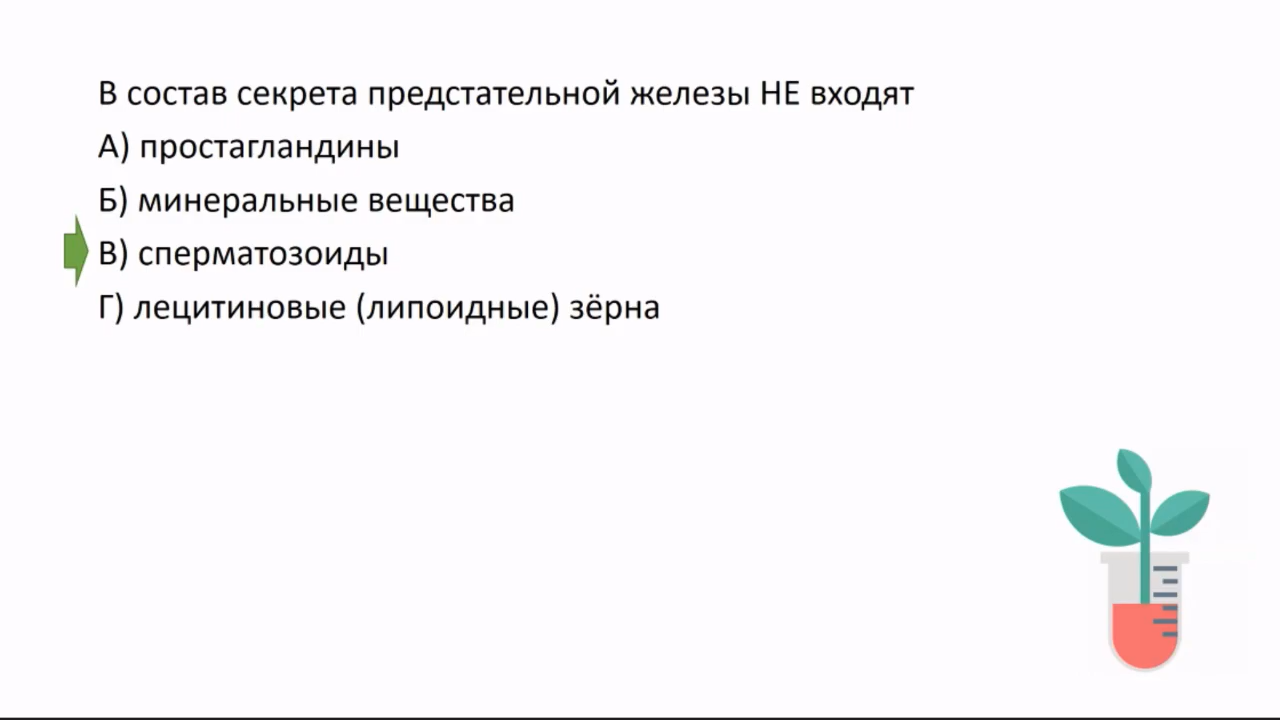 В состав секрета предстательной железы НЕ входят
А) простагландины
Б) минеральные вещества
В) сперматозоиды
Г) лецитиновые (липоидные) зёрна